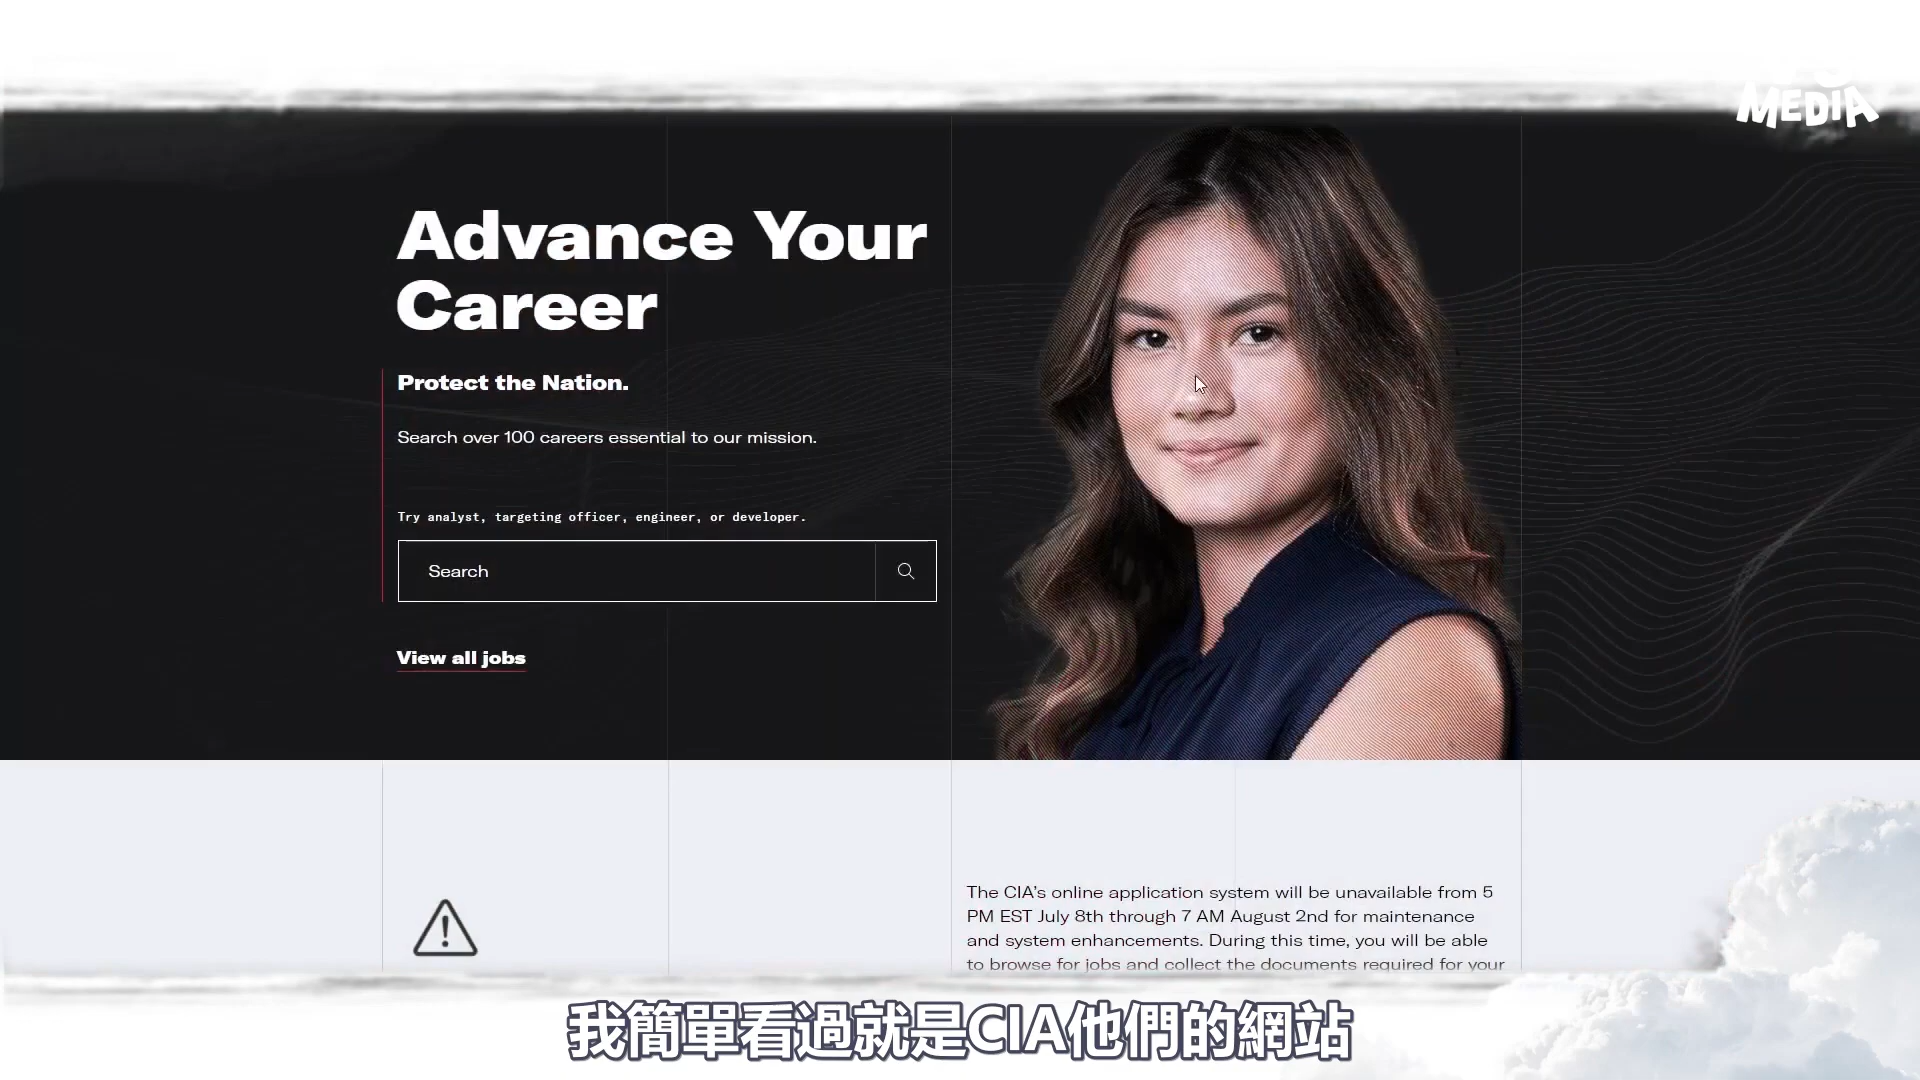 MEDIA
Advance Your
Career
Protect the Nation.
Search over 100 careers essential to our mission.
Try analyst, targeting officer, engineer, or developer.
Search
View all jobs
The CIA's online application system will be unavailable from 5
PM EST July 8th through 7 AM August 2nd for maintenance
and system enhancements. During this time, you will be able
to browse for jobs and collect the documents required for your
我簡單看過就是CIA他們的網站